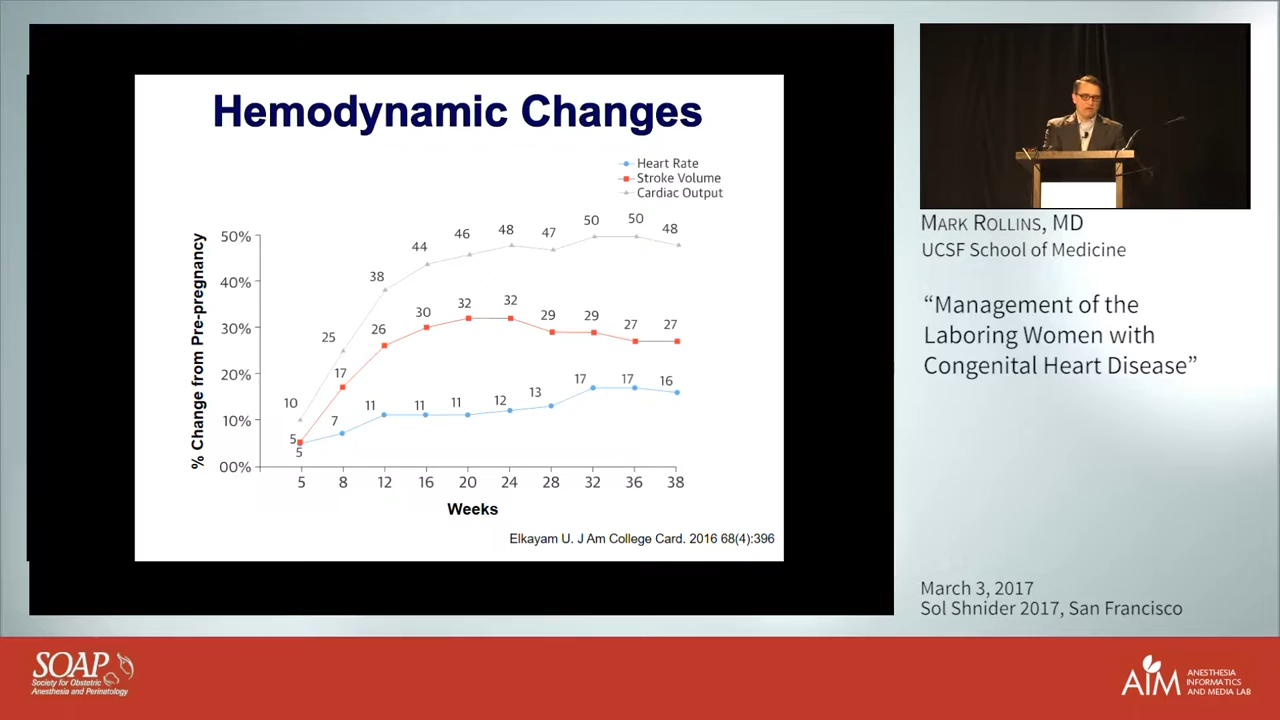 Hemodynamic Changes
Heart Rate
Stroke Volume
Cardiac Output
% Change from Pre-pregnancy
50%
40%
30%
20%
10%
00%
10 25 38 44 46 48 47 50 50 48
5 17 26 30 32 32 29 29 27 27
5 7 11 11 11 12 13 17 17 16
5 8 12 16 20 24 28 32 36 38
Weeks
Elkayam U. J Am College Card. 2016 68(4):396
MARK ROLLINS, MD
UCSF School of Medicine
“Management of the
Laboring Women with
Congenital Heart Disease”
March 3, 2017
Sol Shnider 2017, San Francisco
SOAP
Society for Obstetric
Anesthesia and Perinatology
AIM
ANESTHESIA
INFORMATICS
AND MEDIA LAB